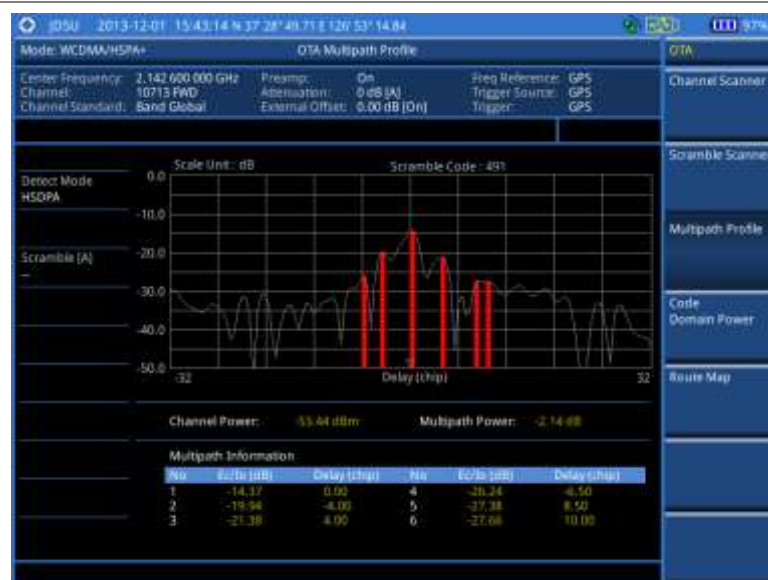 JDSU 2013-12-01 15:43:14 N 37 28' 49.71 E 126 53' 14.84 97%
Mode: WCDMA/HSPA+ OTA Multipath Profile OTA
Center Frequency: 2.142 600 000 GHz Preamp: On Freq Reference: GPS
Channel: 10713 FWD Attenuation: 0 dB [A] Trigger Source: GPS
Channel Standard: Band Global External Offset: 0.00 dB [On] Trigger: GPS
Channel Scanner
Scramble Scanner
Multipath Profile
Code
Domain Power
Route Map
Detect Mode
HSDPA
Scramble [A]
--
Scale Unit: dB Scramble Code: 491
0.0
-10.0
-20.0
-30.0
-40.0
-50.0
-32 Delay (chip) 32
Channel Power: -55.44 dBm Multipath Power: -2.14 dB
Multipath Information
No Ec/Io (dB) Delay (chip) No Ec/Io (dB) Delay (chip)
1 -14.37 0.00 4 -26.24 -6.50
2 -19.94 -4.00 5 -27.38 8.50
3 -21.38 4.00 6 -27.66 10.00